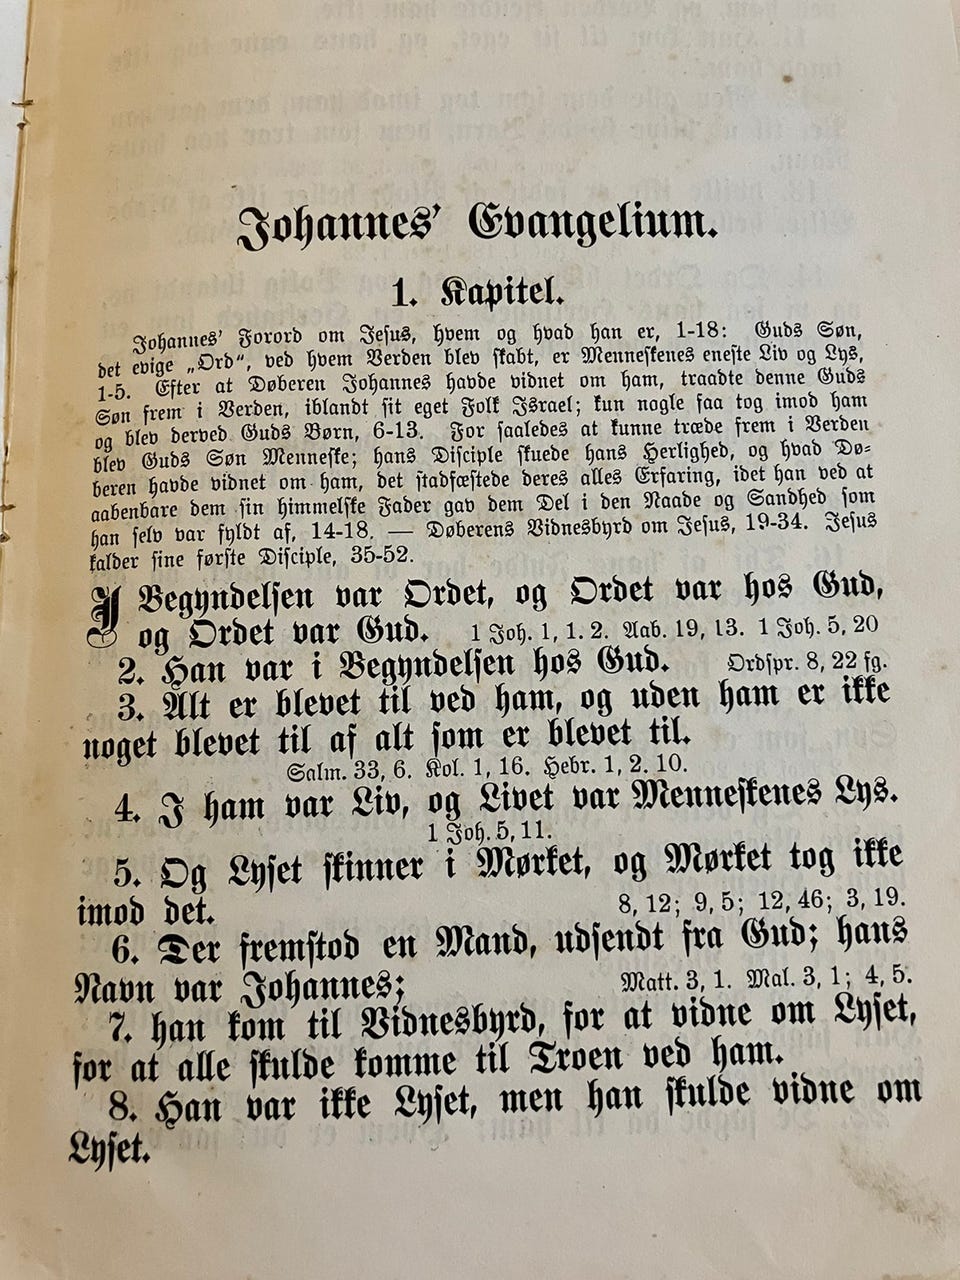 Johannes' Evangelium.
1. Kapitel.
Johannes' Forord om Jesus, hvem og hvad han er, 1-18: Guds Søn,
det evige „Ord“, ved hvem Verden blev skabt, er Menneskenes eneste Liv og Lys,
1-5. Efter at Døberen Johannes havde vidnet om ham, traadte denne Guds
Søn frem i Verden, iblandt sit eget Folk Israel; kun nogle faa tog imod ham
og blev derved Guds Børn, 6-13. For saaledes at kunne træde frem i Verden
blev Guds Søn Menneske; hans Disciple skuede hans Herlighed, og hvad Dø-
beren havde vidnet om ham, det stadfæstede deres alles Erfaring, idet han ved at
aabenbare dem sin himmelske Fader gav dem Del i den Naade og Sandhed som
han selv var fyldt af, 14-18. — Døberens Vidnesbyrd om Jesus, 19-34. Jesus
kalder sine første Disciple, 35-52.
I Begyndelsen var Ordet, og Ordet var hos Gud,
og Ordet var Gud. 1 Joh. 1, 1. 2. Aab. 19, 13. 1 Joh. 5, 20
2. Han var i Begyndelsen hos Gud. Ordspr. 8, 22 fg.
3. Alt er blevet til ved ham, og uden ham er ikke
noget blevet til af alt som er blevet til.
Salm. 33, 6. Kol. 1, 16. Hebr. 1, 2. 10.
4. I ham var Liv, og Livet var Menneskenes Lys.
1 Joh. 5, 11.
5. Og Lyset skinner i Mørket, og Mørket tog ikke
imod det. 8, 12; 9, 5; 12, 46; 3, 19.
6. Der fremstod en Mand, udsendt fra Gud; hans
Navn var Johannes; Matt. 3, 1. Mal. 3, 1; 4, 5.
7. han kom til Vidnesbyrd, for at vidne om Lyset,
for at alle skulde komme til Troen ved ham.
8. Han var ikke Lyset, men han skulde vidne om
Lyset.